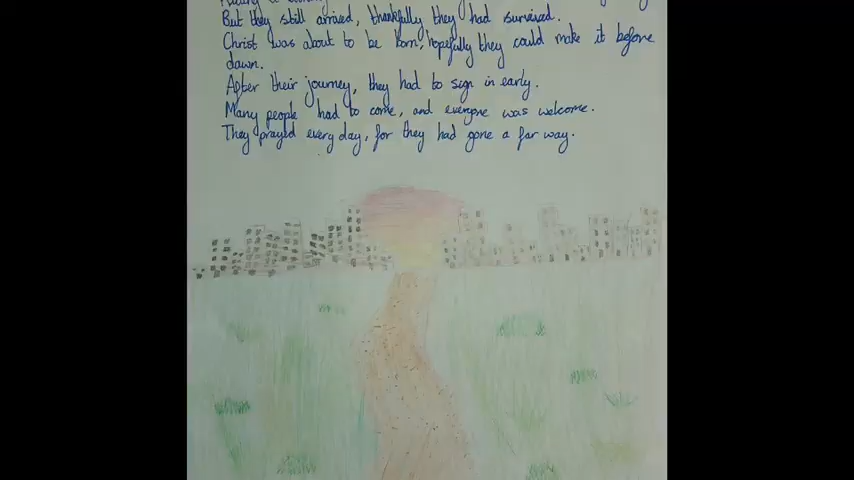 But they still arrived, thankfully they had survived.
Christ was about to be born, hopefully they could make it before
dawn.
After their journey, they had to sign in early.
Many people had to come, and everyone was welcome.
They prayed every day, for they had gone a far way.